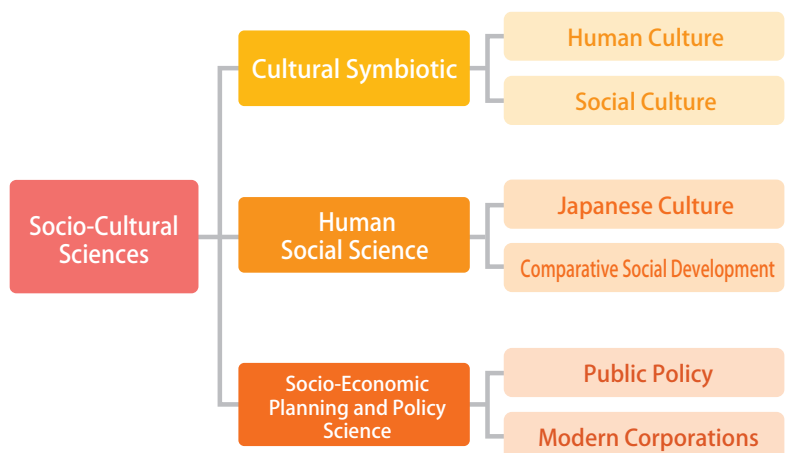 Socio-Cultural
Sciences
Cultural Symbiotic
Human Culture
Social Culture
Human
Social Science
Japanese Culture
Comparative Social Development
Socio-Economic
Planning and Policy
Science
Public Policy
Modern Corporations